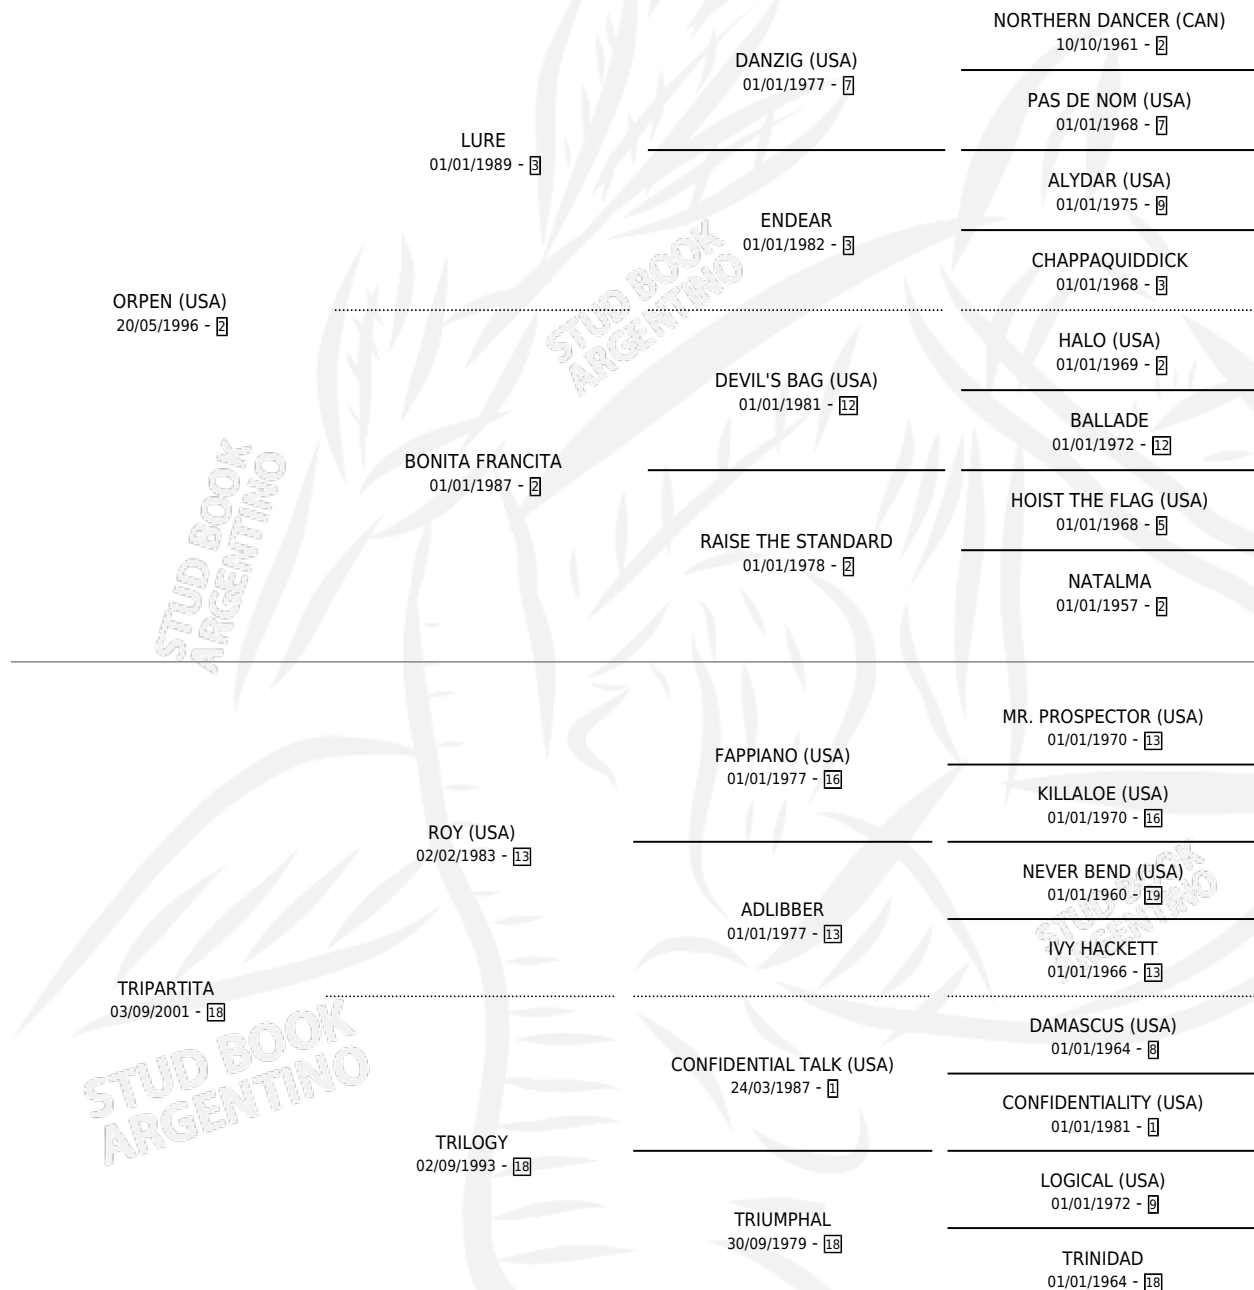 NORTHERN DANCER (CAN)
10/10/1961 - 2
DANZIG (USA)
01/01/1977 - 7
PAS DE NOM (USA)
01/01/1968 - 7
LURE
01/01/1989 - 3
ALYDAR (USA)
01/01/1975 - 9
ENDEAR
01/01/1982 - 3
CHAPPAQUIDDICK
01/01/1968 - 3
ORPEN (USA)
20/05/1996 - 2
HALO (USA)
01/01/1969 - 2
DEVIL'S BAG (USA)
01/01/1981 - 12
BALLADE
01/01/1972 - 12
BONITA FRANCITA
01/01/1987 - 2
HOIST THE FLAG (USA)
01/01/1968 - 5
RAISE THE STANDARD
01/01/1978 - 2
NATALMA
01/01/1957 - 2
MR. PROSPECTOR (USA)
01/01/1970 - 13
FAPPIANO (USA)
01/01/1977 - 16
KILLALOE (USA)
01/01/1970 - 16
ROY (USA)
02/02/1983 - 13
NEVER BEND (USA)
01/01/1960 - 19
ADLIBBER
01/01/1977 - 13
IVY HACKETT
01/01/1966 - 13
TRIPARTITA
03/09/2001 - 18
DAMASCUS (USA)
01/01/1964 - 8
CONFIDENTIAL TALK (USA)
24/03/1987 - 1
CONFIDENTIALITY (USA)
01/01/1981 - 1
TRILOGY
02/09/1993 - 18
LOGICAL (USA)
01/01/1972 - 9
TRIUMPHAL
30/09/1979 - 18
TRINIDAD
01/01/1964 - 18
STUD BOOK
ARGENTINO
STUD BOOK
ARGENTINO
STUD BOOK
ARGENTINO
STUD BOOK
ARGENTINO